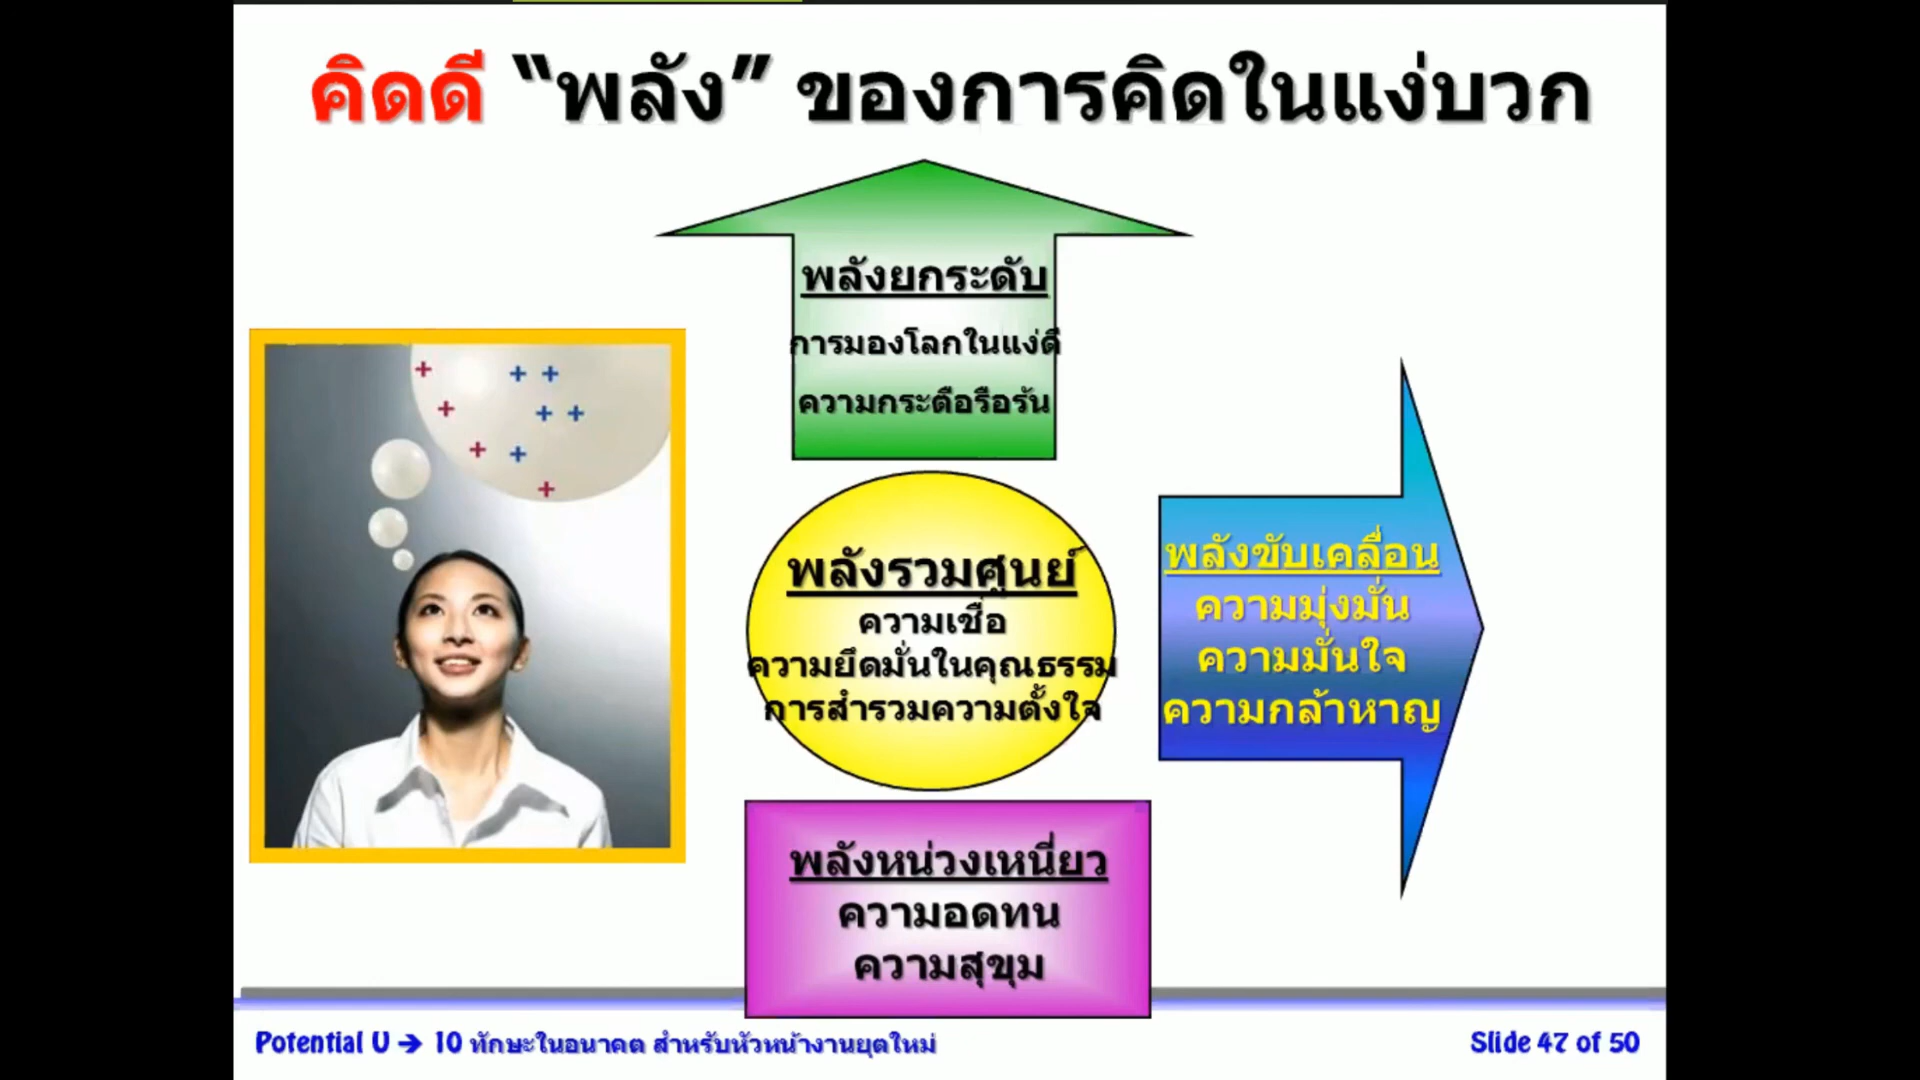 คิดดี “พลัง” ของการคิดในแง่บวก
พลังยกระดับ
การมองโลกในแง่ดี
ความกระตือรือร้น
พลังรวมศูนย์
ความเชื่อ
ความยึดมั่นในคุณธรรม
การสำรวมความตั้งใจ
พลังขับเคลื่อน
ความมุ่งมั่น
ความมั่นใจ
ความกล้าหาญ
พลังหน่วงเหนี่ยว
ความอดทน
ความสุขุม
Potential U → 10 ทักษะในอนาคต สำหรับหัวหน้างานยุตใหม่
Slide 47 of 50